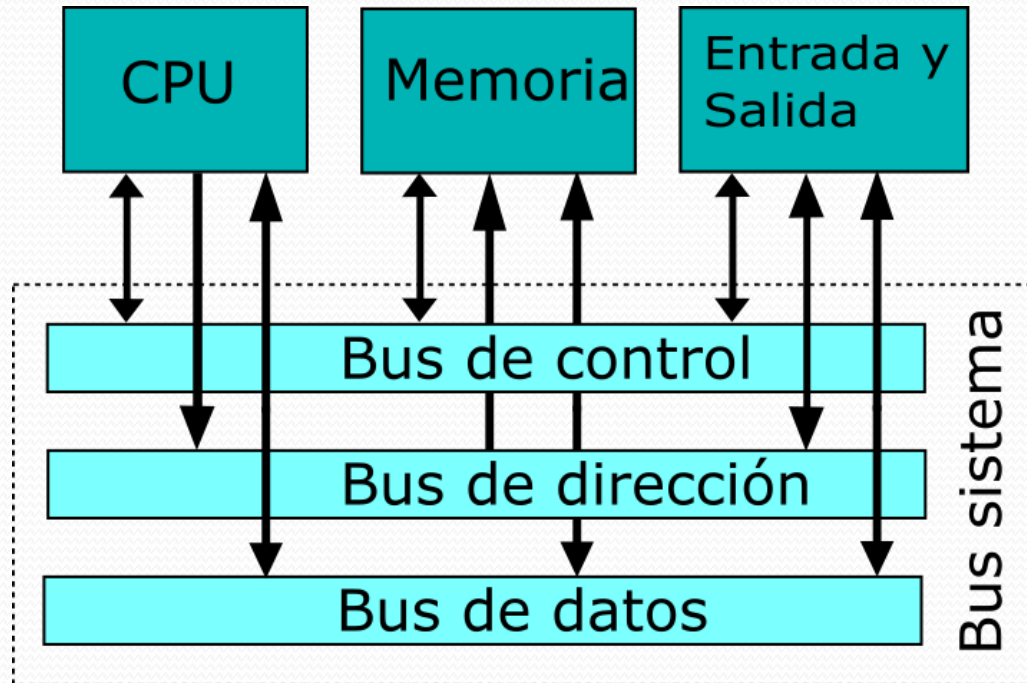 CPU
Memoria
Entrada y
Salida
Bus de control
Bus de dirección
Bus de datos
Bus sistema